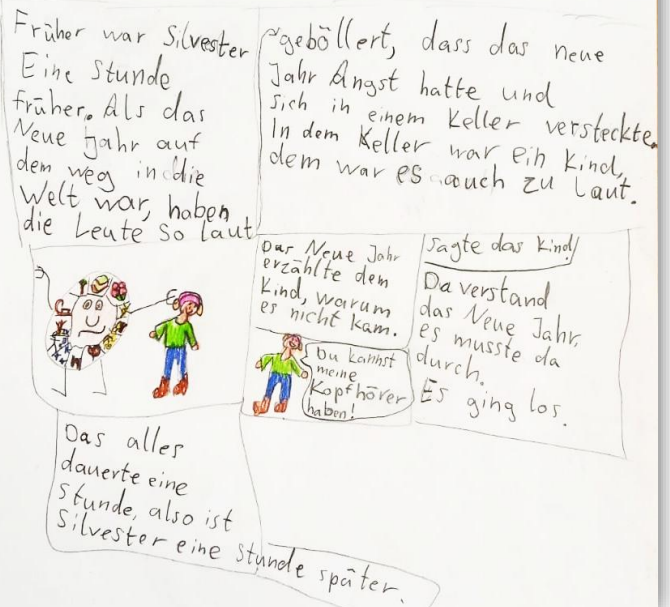 Früher war Silvester
Eine Stunde
früher. Als das
Neue Jahr auf
dem weg in die
Welt war, haben
die Leute so laut
geböllert, dass das neue
Jahr Angst hatte und
sich in einem Keller versteckte.
In dem Keller war ein Kind,
dem war es auch zu laut.
Das Neue Jahr
erzählte dem
Kind, warum
es nicht kam.
Du kannst
meine
Kopfhörer
haben!
sagte das Kind!
Da verstand
das Neue Jahr,
es musste da
durch.
Es ging los.
Das alles
dauerte eine
Stunde, also ist
Silvester eine Stunde später.